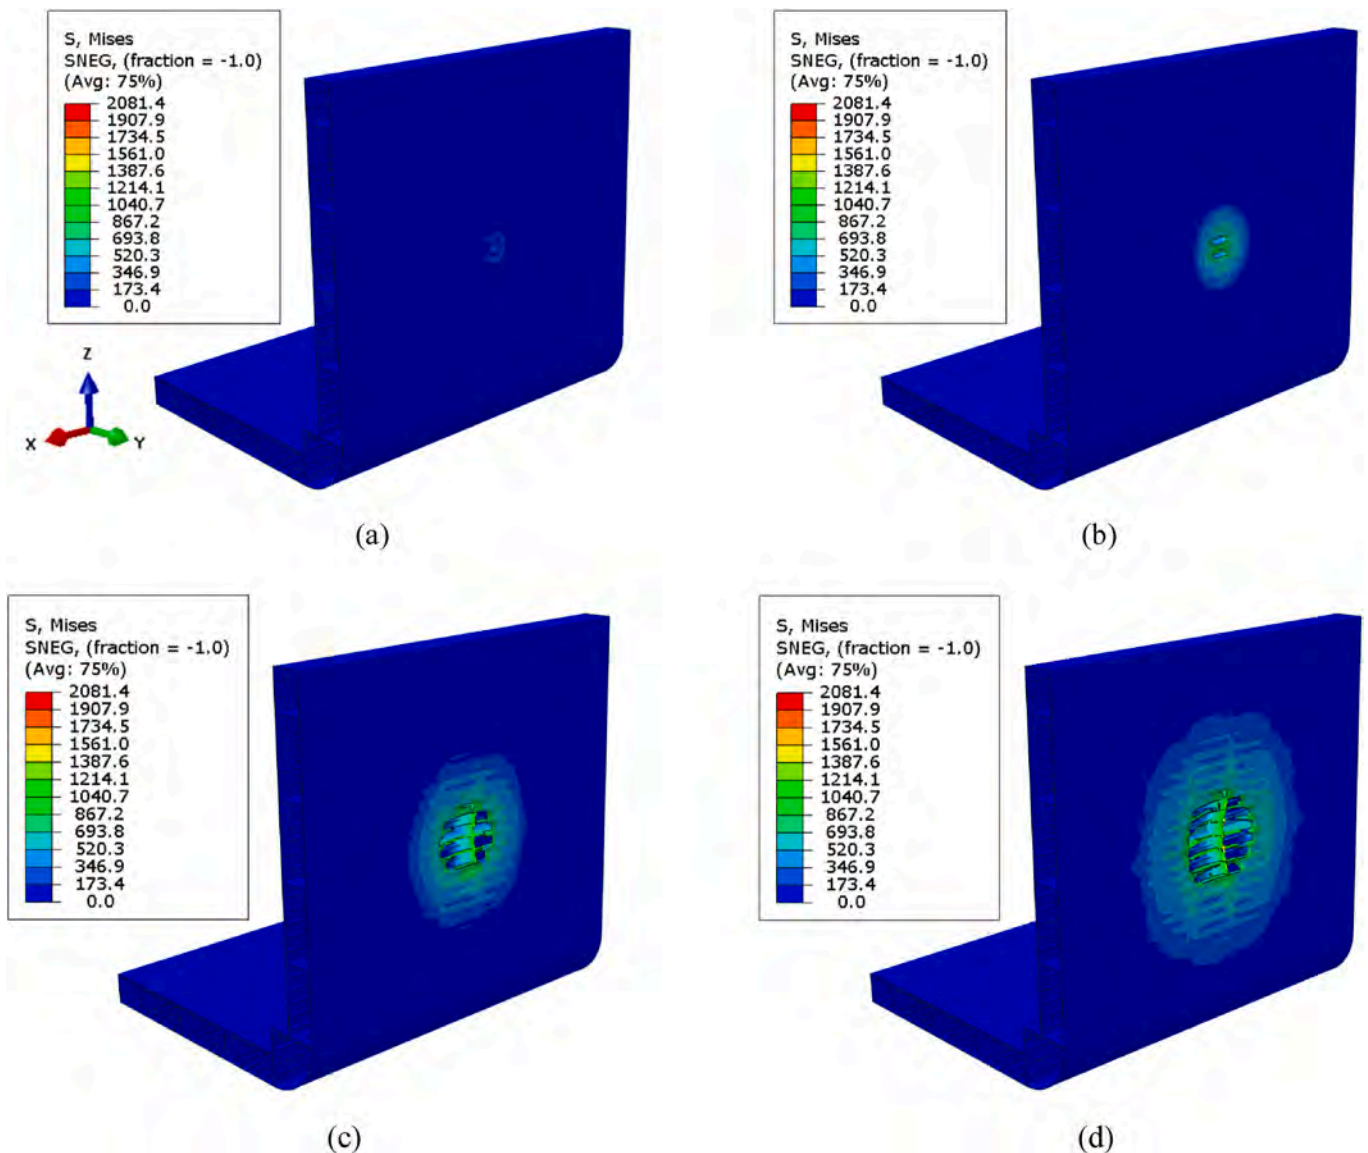 S, Mises
SNEG, (fraction = -1.0)
(Avg: 75%)
2081.4
1907.9
1734.5
1561.0
1387.6
1214.1
1040.7
867.2
693.8
520.3
346.9
173.4
0.0
Z
X
Y
(a)
S, Mises
SNEG, (fraction = -1.0)
(Avg: 75%)
2081.4
1907.9
1734.5
1561.0
1387.6
1214.1
1040.7
867.2
693.8
520.3
346.9
173.4
0.0
(b)
S, Mises
SNEG, (fraction = -1.0)
(Avg: 75%)
2081.4
1907.9
1734.5
1561.0
1387.6
1214.1
1040.7
867.2
693.8
520.3
346.9
173.4
0.0
(c)
S, Mises
SNEG, (fraction = -1.0)
(Avg: 75%)
2081.4
1907.9
1734.5
1561.0
1387.6
1214.1
1040.7
867.2
693.8
520.3
346.9
173.4
0.0
(d)